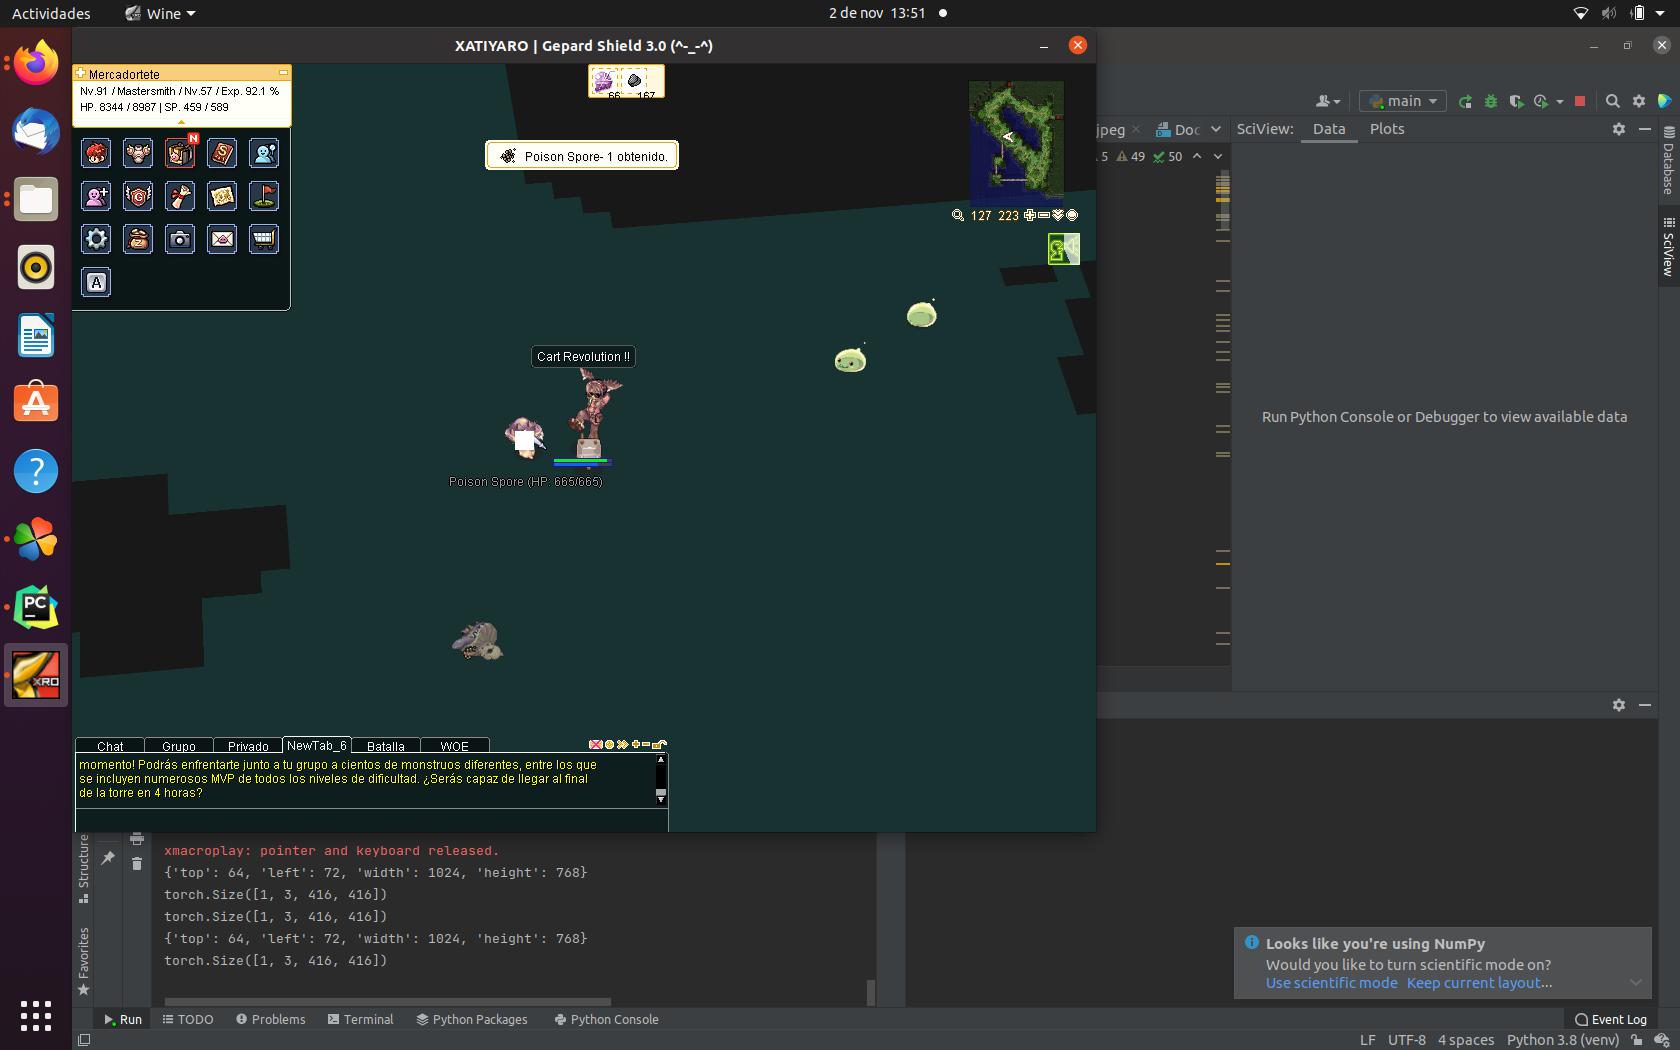 Actividades
Wine
2 de nov 13:51
XATIYARO | Gepard Shield 3.0 (^-_-^)
Mercadortete
Nv.91 / Mastersmith / Nv.57 / Exp. 92.1 %
HP. 8344 / 8987 | SP. 459 / 589
N
A
66
167
Poison Spore- 1 obtenido.
127 223
Cart Revolution !!
Poison Spore (HP: 665/665)
Chat
Grupo
Privado
NewTab_6
Batalla
WOE
momento! Podrás enfrentarte junto a tu grupo a cientos de monstruos diferentes, entre los que
se incluyen numerosos MVP de todos los niveles de dificultad. ¿Serás capaz de llegar al final
de la torre en 4 horas?
main
jpeg
Doc
SciView:
Data
Plots
5
49
50
Run Python Console or Debugger to view available data
Database
SciView
PC
XRO
Structure
Favorites
xmacroplay: pointer and keyboard released.
{'top': 64, 'left': 72, 'width': 1024, 'height': 768}
torch.Size([1, 3, 416, 416])
torch.Size([1, 3, 416, 416])
{'top': 64, 'left': 72, 'width': 1024, 'height': 768}
torch.Size([1, 3, 416, 416])
Looks like you're using NumPy
Would you like to turn scientific mode on?
Use scientific mode Keep current layout...
Run
TODO
Problems
Terminal
Python Packages
Python Console
Event Log
LF UTF-8 4 spaces Python 3.8 (venv)